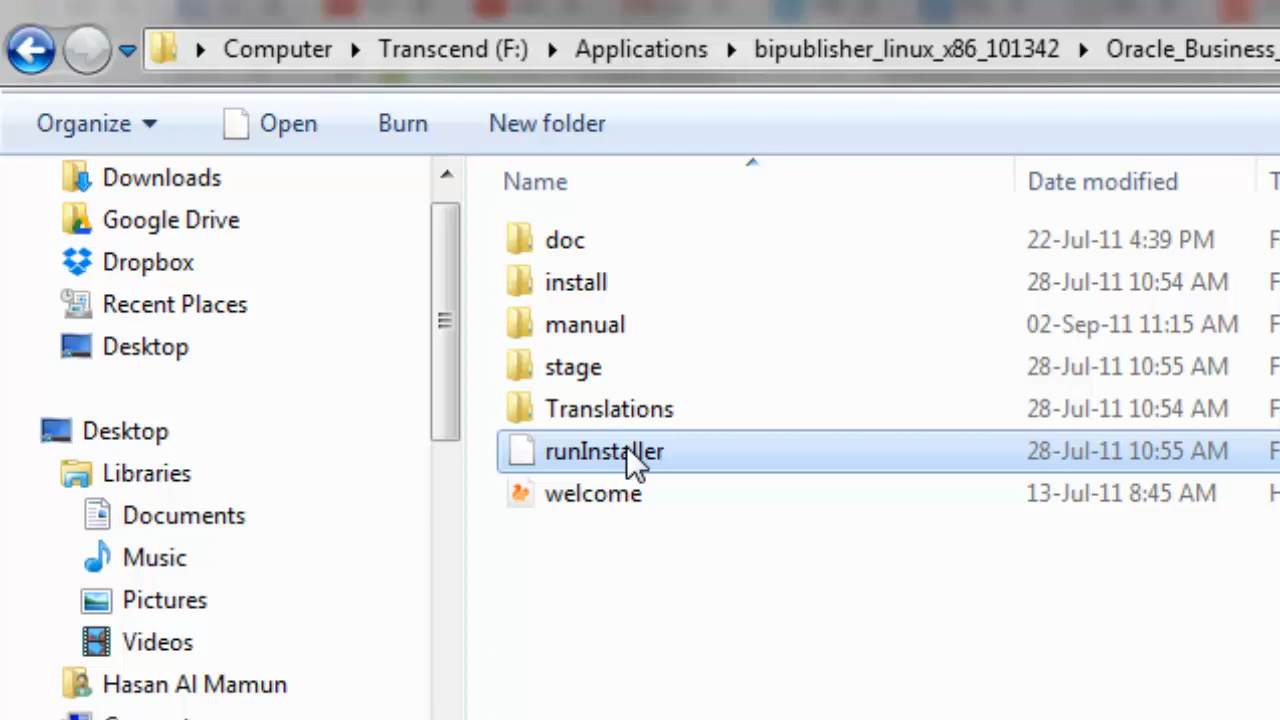 Computer Transcend (F:) Applications bipublisher_linux_x86_101342 Oracle_Business_
Organize Open Burn New folder
Name Date modified T
Downloads
Google Drive
Dropbox
Recent Places
Desktop
Desktop
Libraries
Documents
Music
Pictures
Videos
Hasan Al Mamun
doc 22-Jul-11 4:39 PM F
install 28-Jul-11 10:54 AM F
manual 02-Sep-11 11:15 AM F
stage 28-Jul-11 10:55 AM F
Translations 28-Jul-11 10:54 AM F
runInstaller 28-Jul-11 10:55 AM F
welcome 13-Jul-11 8:45 AM H